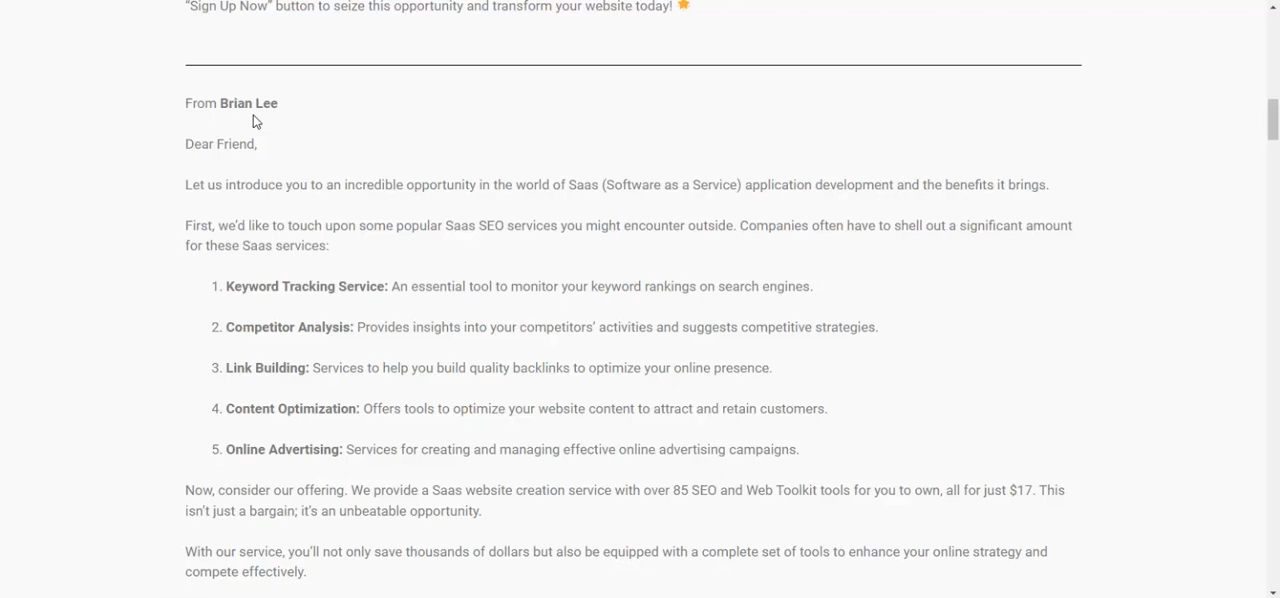 “Sign Up Now” button to seize this opportunity and transform your website today!
From Brian Lee
Dear Friend,
Let us introduce you to an incredible opportunity in the world of Saas (Software as a Service) application development and the benefits it brings.
First, we’d like to touch upon some popular Saas SEO services you might encounter outside. Companies often have to shell out a significant amount
for these Saas services:
1. Keyword Tracking Service: An essential tool to monitor your keyword rankings on search engines.
2. Competitor Analysis: Provides insights into your competitors’ activities and suggests competitive strategies.
3. Link Building: Services to help you build quality backlinks to optimize your online presence.
4. Content Optimization: Offers tools to optimize your website content to attract and retain customers.
5. Online Advertising: Services for creating and managing effective online advertising campaigns.
Now, consider our offering. We provide a Saas website creation service with over 85 SEO and Web Toolkit tools for you to own, all for just $17. This
isn’t just a bargain; it’s an unbeatable opportunity.
With our service, you’ll not only save thousands of dollars but also be equipped with a complete set of tools to enhance your online strategy and
compete effectively.